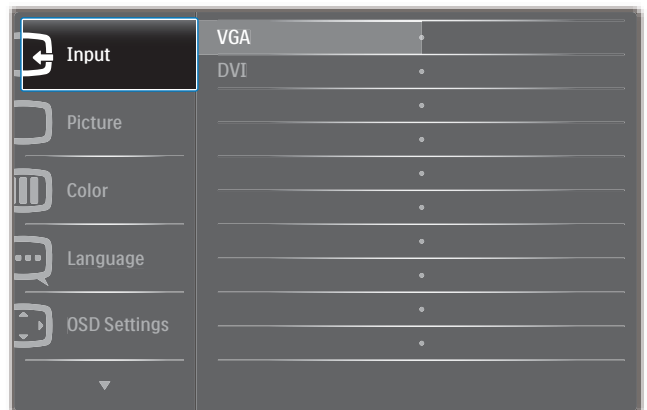 Input
VGA
DVI
Picture
Color
Language
OSD Settings